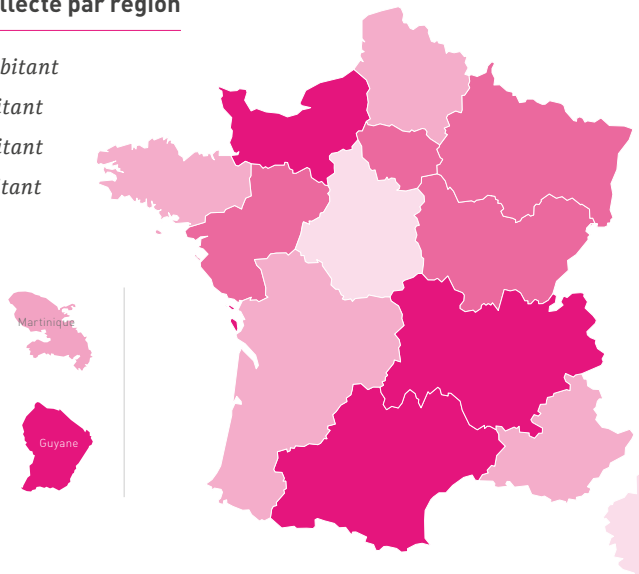 llecte par région
bitant
itant
itant
tant
Martinique
Guyane